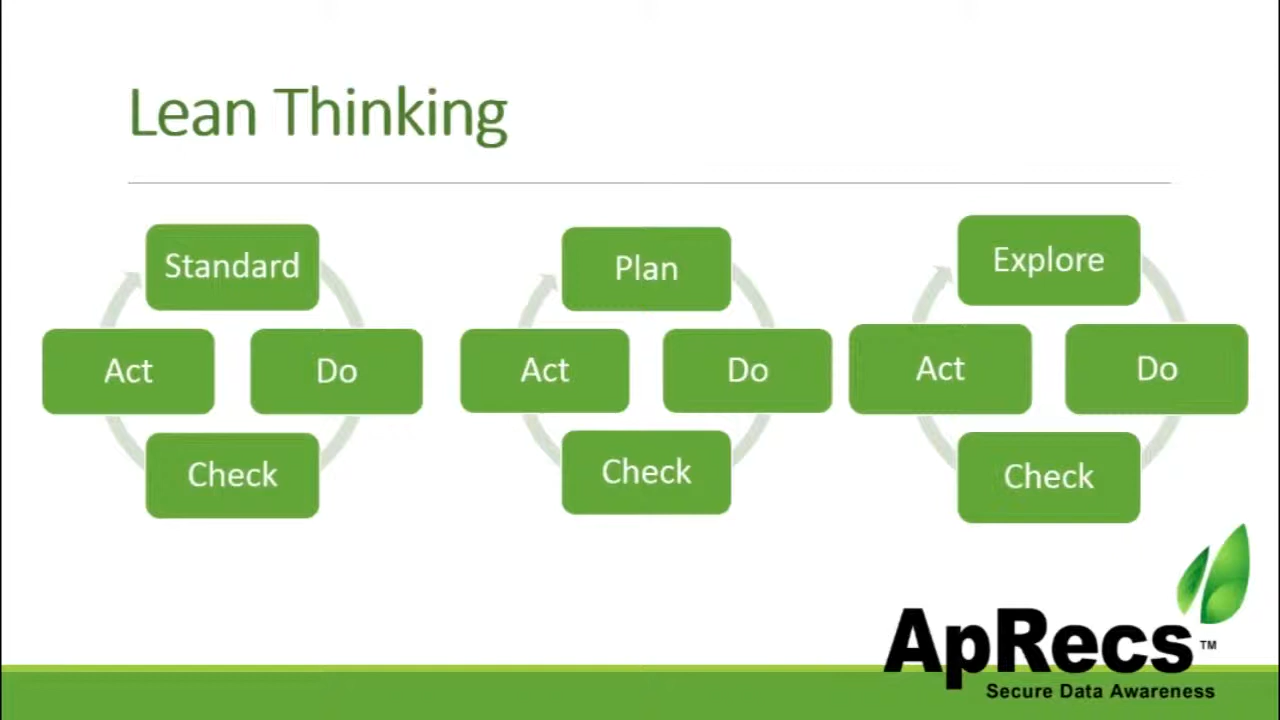 Lean Thinking
Standard
Act
Do
Check
Plan
Act
Do
Check
Explore
Act
Do
Check
ApRecs™
Secure Data Awareness